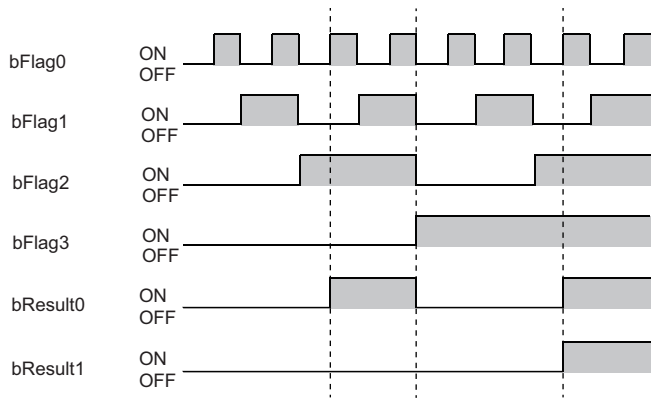 bFlag0 ON
OFF
bFlag1 ON
OFF
bFlag2 ON
OFF
bFlag3 ON
OFF
bResult0 ON
OFF
bResult1 ON
OFF